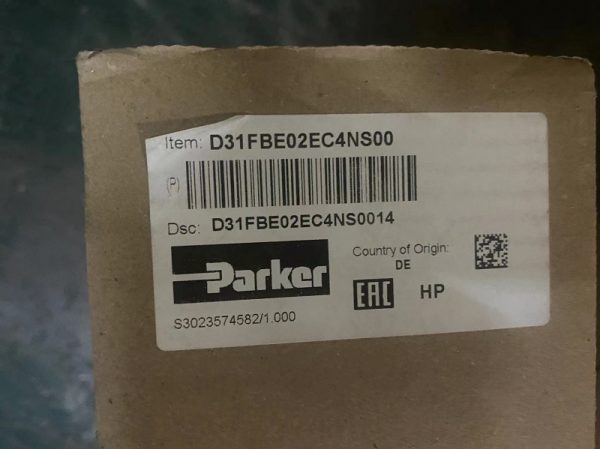 Item: D31FBE02EC4NS00
(P)
Dsc: D31FBE02EC4NS0014
Parker
Country of Origin:
DE
EAC HP
S3023574582/1.000